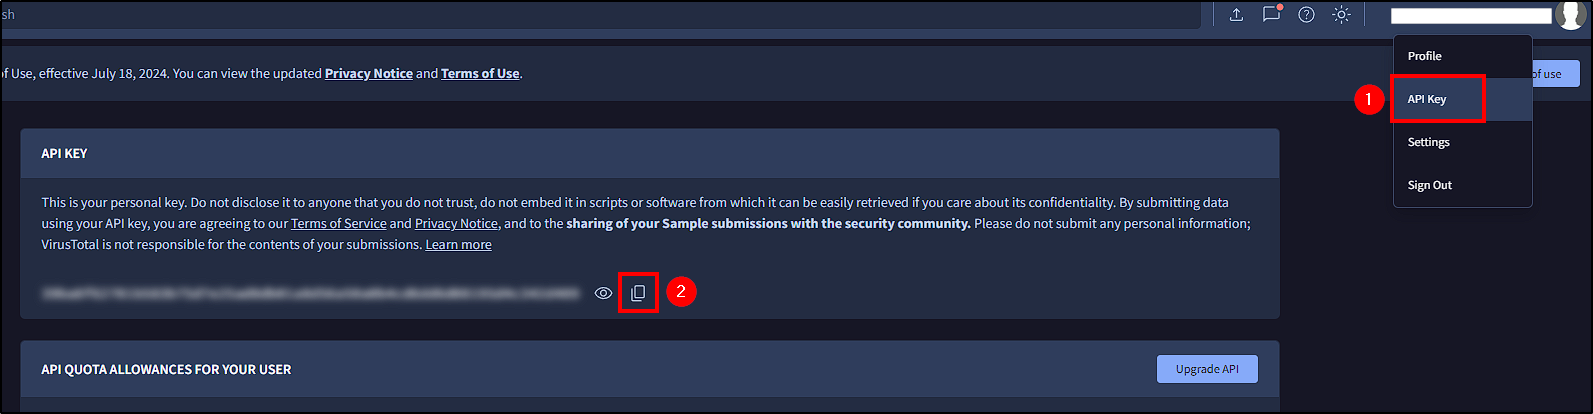 sh
of Use, effective July 18, 2024. You can view the updated Privacy Notice and Terms of Use.
of use
Profile
1
API Key
Settings
Sign Out
API KEY
This is your personal key. Do not disclose it to anyone that you do not trust, do not embed it in scripts or software from which it can be easily retrieved if you care about its confidentiality. By submitting data
using your API key, you are agreeing to our Terms of Service and Privacy Notice, and to the sharing of your Sample submissions with the security community. Please do not submit any personal information;
VirusTotal is not responsible for the contents of your submissions. Learn more
2
API QUOTA ALLOWANCES FOR YOUR USER
Upgrade API